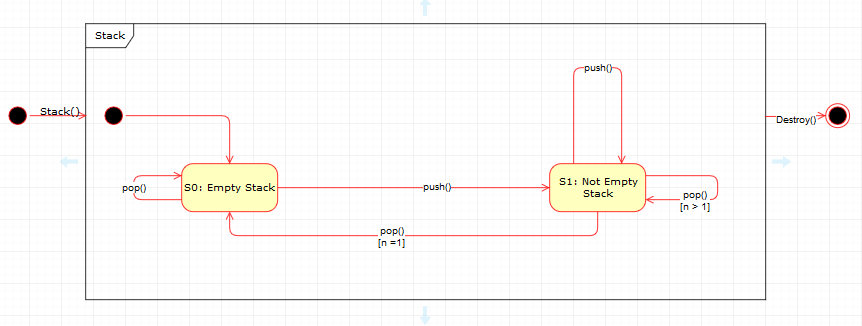 Stack
push()
Stack()
Destroy()
S0: Empty Stack
pop()
push()
S1: Not Empty
Stack
pop()
[n > 1]
pop()
[n =1]